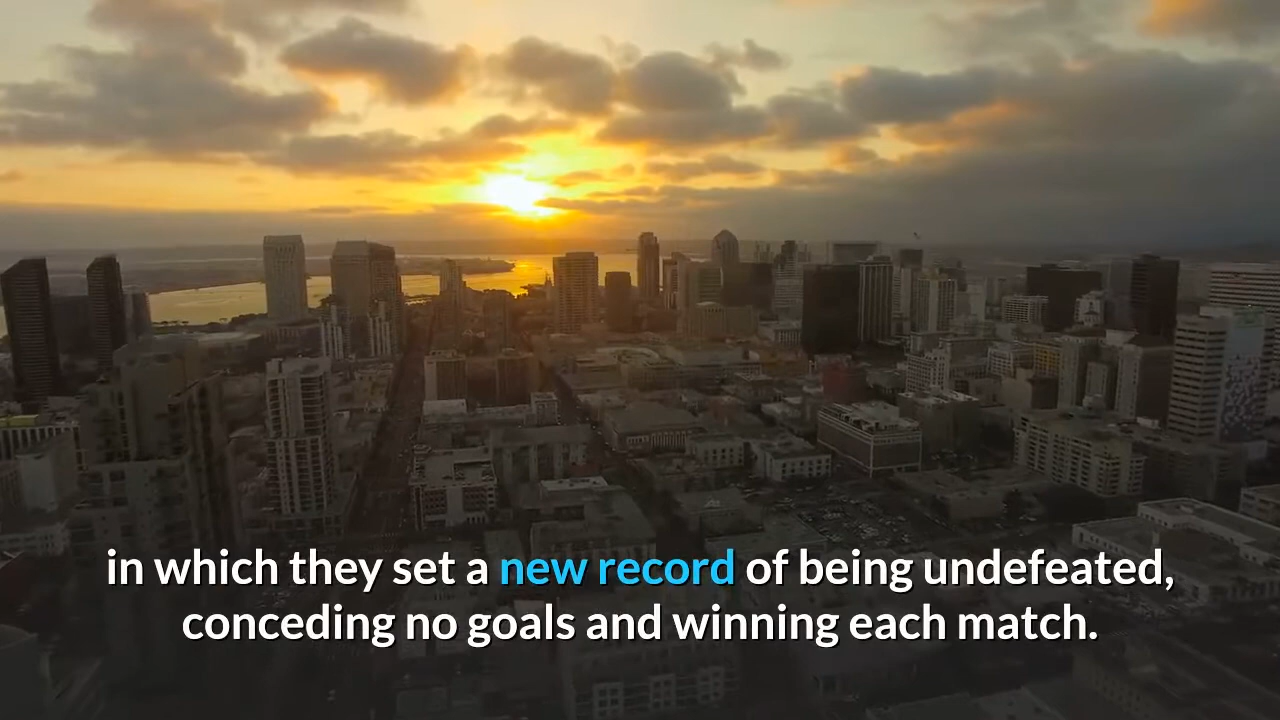 in which they set a new record of being undefeated,
conceding no goals and winning each match.